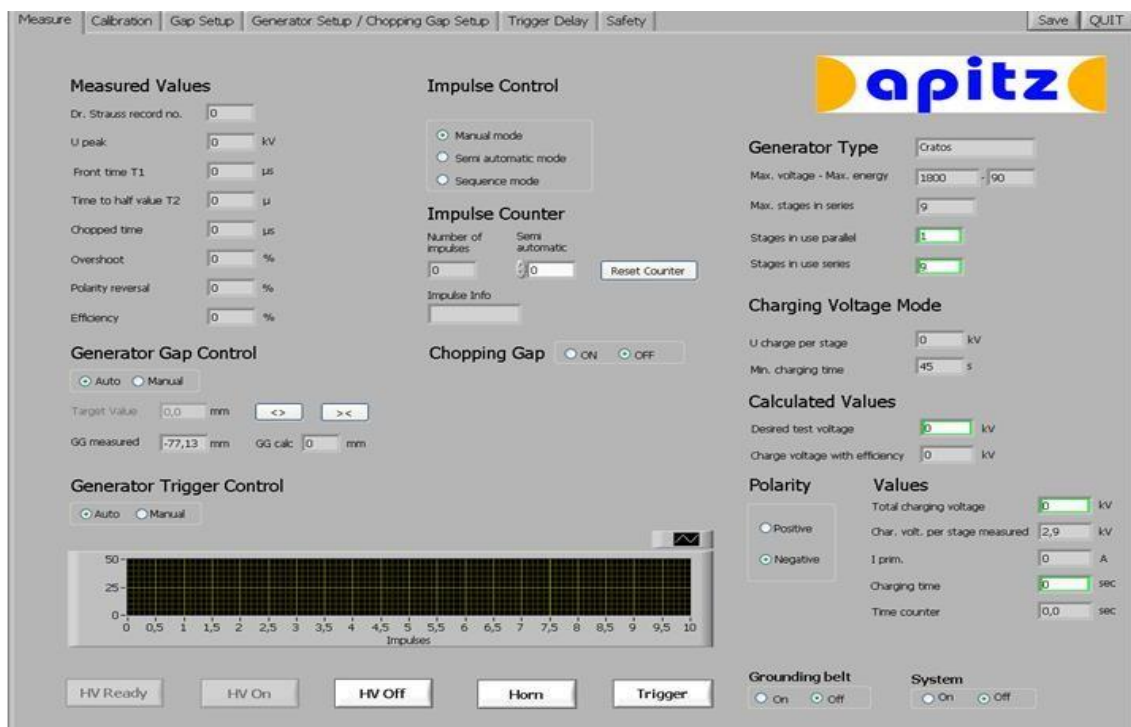 Measure Calibration Gap Setup Generator Setup / Chopping Gap Setup Trigger Delay Safety Save QUIT
apitz
Measured Values
Dr. Strauss record no. 0
U peak 0 kV
Front time T1 0 µs
Time to half value T2 0 µ
Chopped time 0 µs
Overshoot 0 %
Polarity reversal 0 %
Efficiency 0 %
Generator Gap Control
Auto Manual
Target Value 0,0 mm <> ><
GG measured -77,13 mm GG calc 0 mm
Generator Trigger Control
Auto Manual
50
25
0
0 0,5 1 1,5 2 2,5 3 3,5 4 4,5 5 5,5 6 6,5 7 7,5 8 8,5 9 9,5 10
Impulses
HV Ready HV On HV Off Horn Trigger
Impulse Control
Manual mode
Semi automatic mode
Sequence mode
Impulse Counter
Number of impulses
Semi automatic
0 0 Reset Counter
Impulse Info
Chopping Gap ON OFF
Generator Type Cratos
Max. voltage - Max. energy 1800 - 90
Max. stages in series 9
Stages in use parallel 1
Stages in use series 9
Charging Voltage Mode
U charge per stage 0 kV
Min. charging time 45 s
Calculated Values
Desired test voltage 0 kV
Charge voltage with efficiency 0 kV
Polarity
Positive
Negative
Values
Total charging voltage 0 kV
Char. volt. per stage measured 2,9 kV
I prim. 0 A
Charging time 0 sec
Time counter 0,0 sec
Grounding belt
On Off
System
On Off